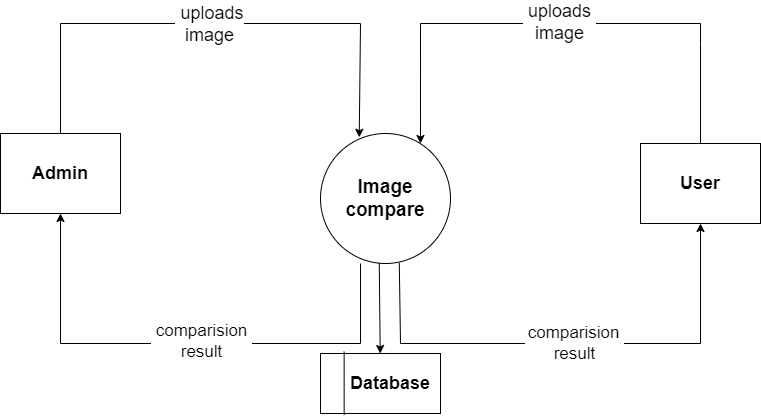 uploads
image
uploads
image
Admin
Image
compare
User
comparision
result
comparision
result
Database